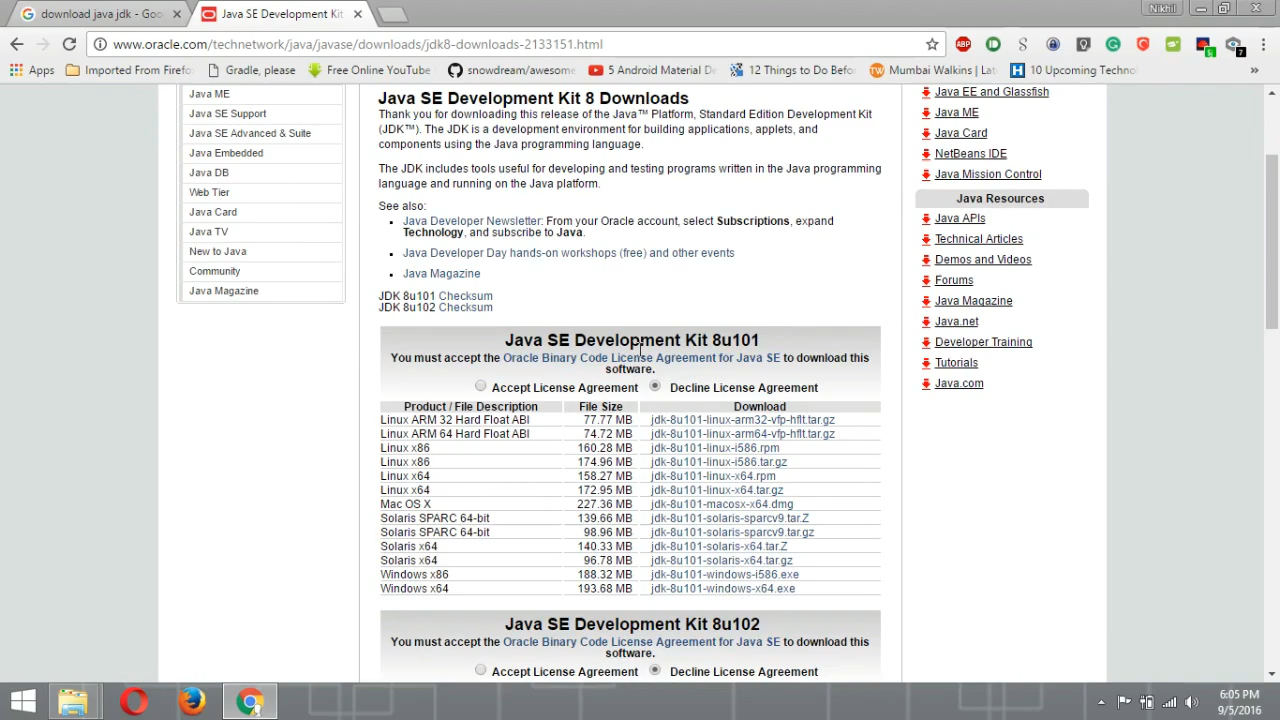 download java jdk - Goo
Java SE Development Kit
Nikhil
www.oracle.com/technetwork/java/javase/downloads/jdk8-downloads-2133151.html
Apps
Imported From Firefo
Gradle, please
Free Online YouTube
snowdream/awesome
5 Android Material De
12 Things to Do Befo
Mumbai Walkins | Lat
10 Upcoming Techno
Java ME
Java SE Support
Java SE Advanced & Suite
Java Embedded
Java DB
Web Tier
Java Card
Java TV
New to Java
Community
Java Magazine
Java SE Development Kit 8 Downloads
Thank you for downloading this release of the Java™ Platform, Standard Edition Development Kit
(JDK™). The JDK is a development environment for building applications, applets, and
components using the Java programming language.
The JDK includes tools useful for developing and testing programs written in the Java programming
language and running on the Java platform.
See also:
Java Developer Newsletter: From your Oracle account, select Subscriptions, expand
Technology, and subscribe to Java.
Java Developer Day hands-on workshops (free) and other events
Java Magazine
JDK 8u101 Checksum
JDK 8u102 Checksum
Java SE Development Kit 8u101
You must accept the Oracle Binary Code License Agreement for Java SE to download this
software.
Accept License Agreement Decline License Agreement
Product / File Description File Size Download
Linux ARM 32 Hard Float ABI 77.77 MB jdk-8u101-linux-arm32-vfp-hflt.tar.gz
Linux ARM 64 Hard Float ABI 74.72 MB jdk-8u101-linux-arm64-vfp-hflt.tar.gz
Linux x86 160.28 MB jdk-8u101-linux-i586.rpm
Linux x86 174.96 MB jdk-8u101-linux-i586.tar.gz
Linux x64 158.27 MB jdk-8u101-linux-x64.rpm
Linux x64 172.95 MB jdk-8u101-linux-x64.tar.gz
Mac OS X 227.36 MB jdk-8u101-macosx-x64.dmg
Solaris SPARC 64-bit 139.66 MB jdk-8u101-solaris-sparcv9.tar.Z
Solaris SPARC 64-bit 98.96 MB jdk-8u101-solaris-sparcv9.tar.gz
Solaris x64 140.33 MB jdk-8u101-solaris-x64.tar.Z
Solaris x64 96.78 MB jdk-8u101-solaris-x64.tar.gz
Windows x86 188.32 MB jdk-8u101-windows-i586.exe
Windows x64 193.68 MB jdk-8u101-windows-x64.exe
Java SE Development Kit 8u102
You must accept the Oracle Binary Code License Agreement for Java SE to download this
software.
Accept License Agreement Decline License Agreement
Java EE and Glassfish
Java ME
Java Card
NetBeans IDE
Java Mission Control
Java Resources
Java APIs
Technical Articles
Demos and Videos
Forums
Java Magazine
Java.net
Developer Training
Tutorials
Java.com
6:05 PM
9/5/2016